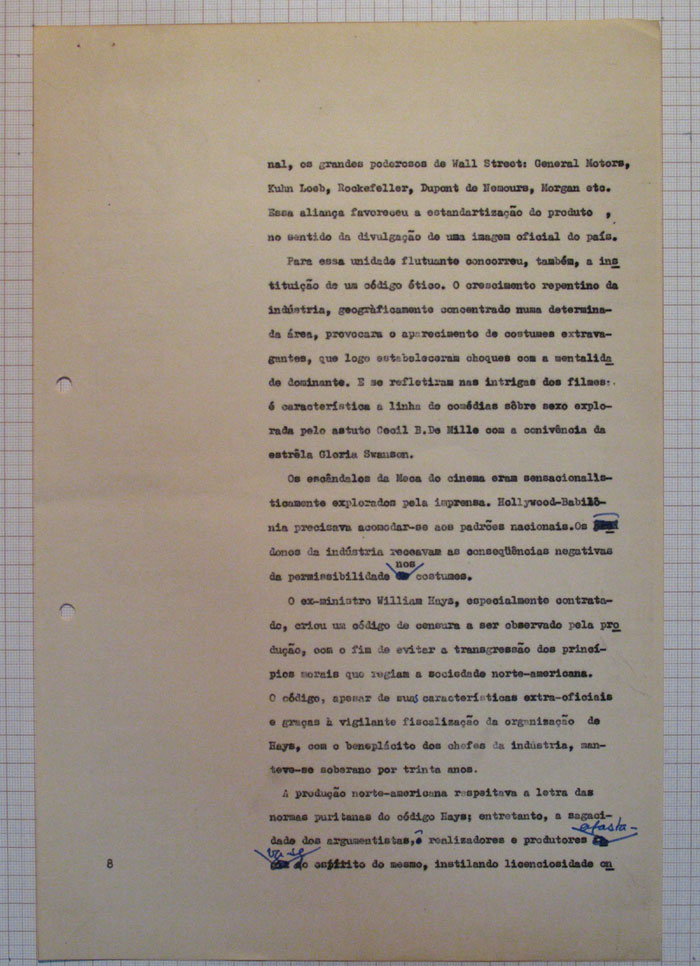 nal, os grandes poderosos de Wall Street: General Motors,
Kuhn Loeb, Rockefeller, Dupont de Nemours, Morgan etc.
Essa aliança favoreceu a estandartização do produto ,
no sentido da divulgação de uma imagem oficial do país.
Para essa unidade flutuante concorreu, também, a ins
tituição de um código ético. O crescimento repentino da
indústria, geogràficamente concentrado numa determina-
da área, provocara o aparecimento de costumes extrava-
gantes, que logo estabeleceram choques com a mentalida
de dominante. E se refletiram nas intrigas dos filmes:
é característica a linha de comédias sôbre sexo explo-
rada pelo astuto Cecil B.De Mille com a conivência da
estrêla Gloria Swanson.
Os escândalos da Meca do cinema eram sensacionalis-
ticamente explorados pela imprensa. Hollywood-Babilô-
nia precisava acomodar-se aos padrões nacionais.Os
donos da indústria receavam as conseqüências negativas
da permissibilidade nos costumes.
O ex-ministro William Hays, especialmente contrata-
do, criou um código de censura a ser observado pela pro
dução, com o fim de evitar a transgressão dos princí-
pios morais que regiam a sociedade norte-americana.
O código, apesar de suas características extra-oficiais
e graças à vigilante fiscalização da organização de
Hays, com o beneplácito dos chefes da indústria, man-
teve-se soberano por trinta anos.
A produção norte-americana respeitava a letra das
normas puritanas do código Hays; entretanto, a sagaci-
dade dos argumentistas, realizadores e produtores afasta-
va-se do espírito do mesmo, instilando licenciosidade on
8